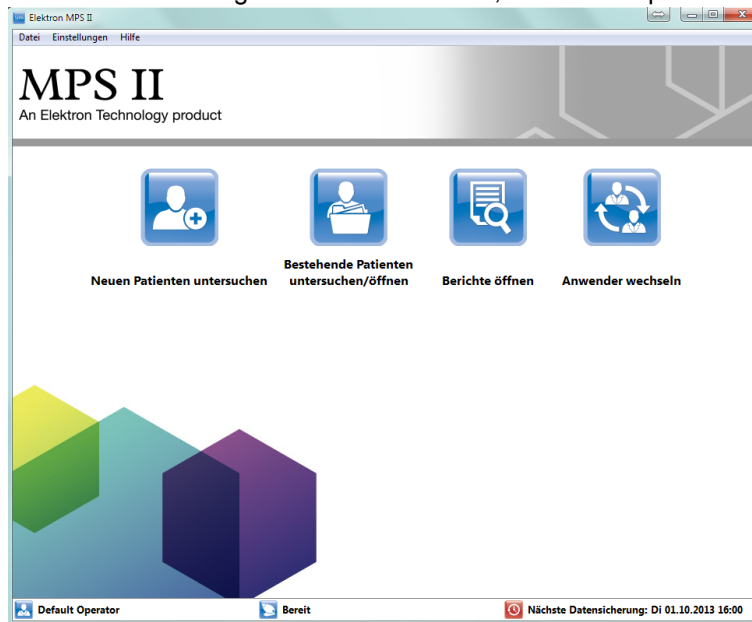 Elektron MPS II
Datei Einstellungen Hilfe
MPS II
An Elektron Technology product
Neuen Patienten untersuchen
Bestehende Patienten
untersuchen/öffnen
Berichte öffnen
Anwender wechseln
Default Operator
Bereit
Nächste Datensicherung: Di 01.10.2013 16:00